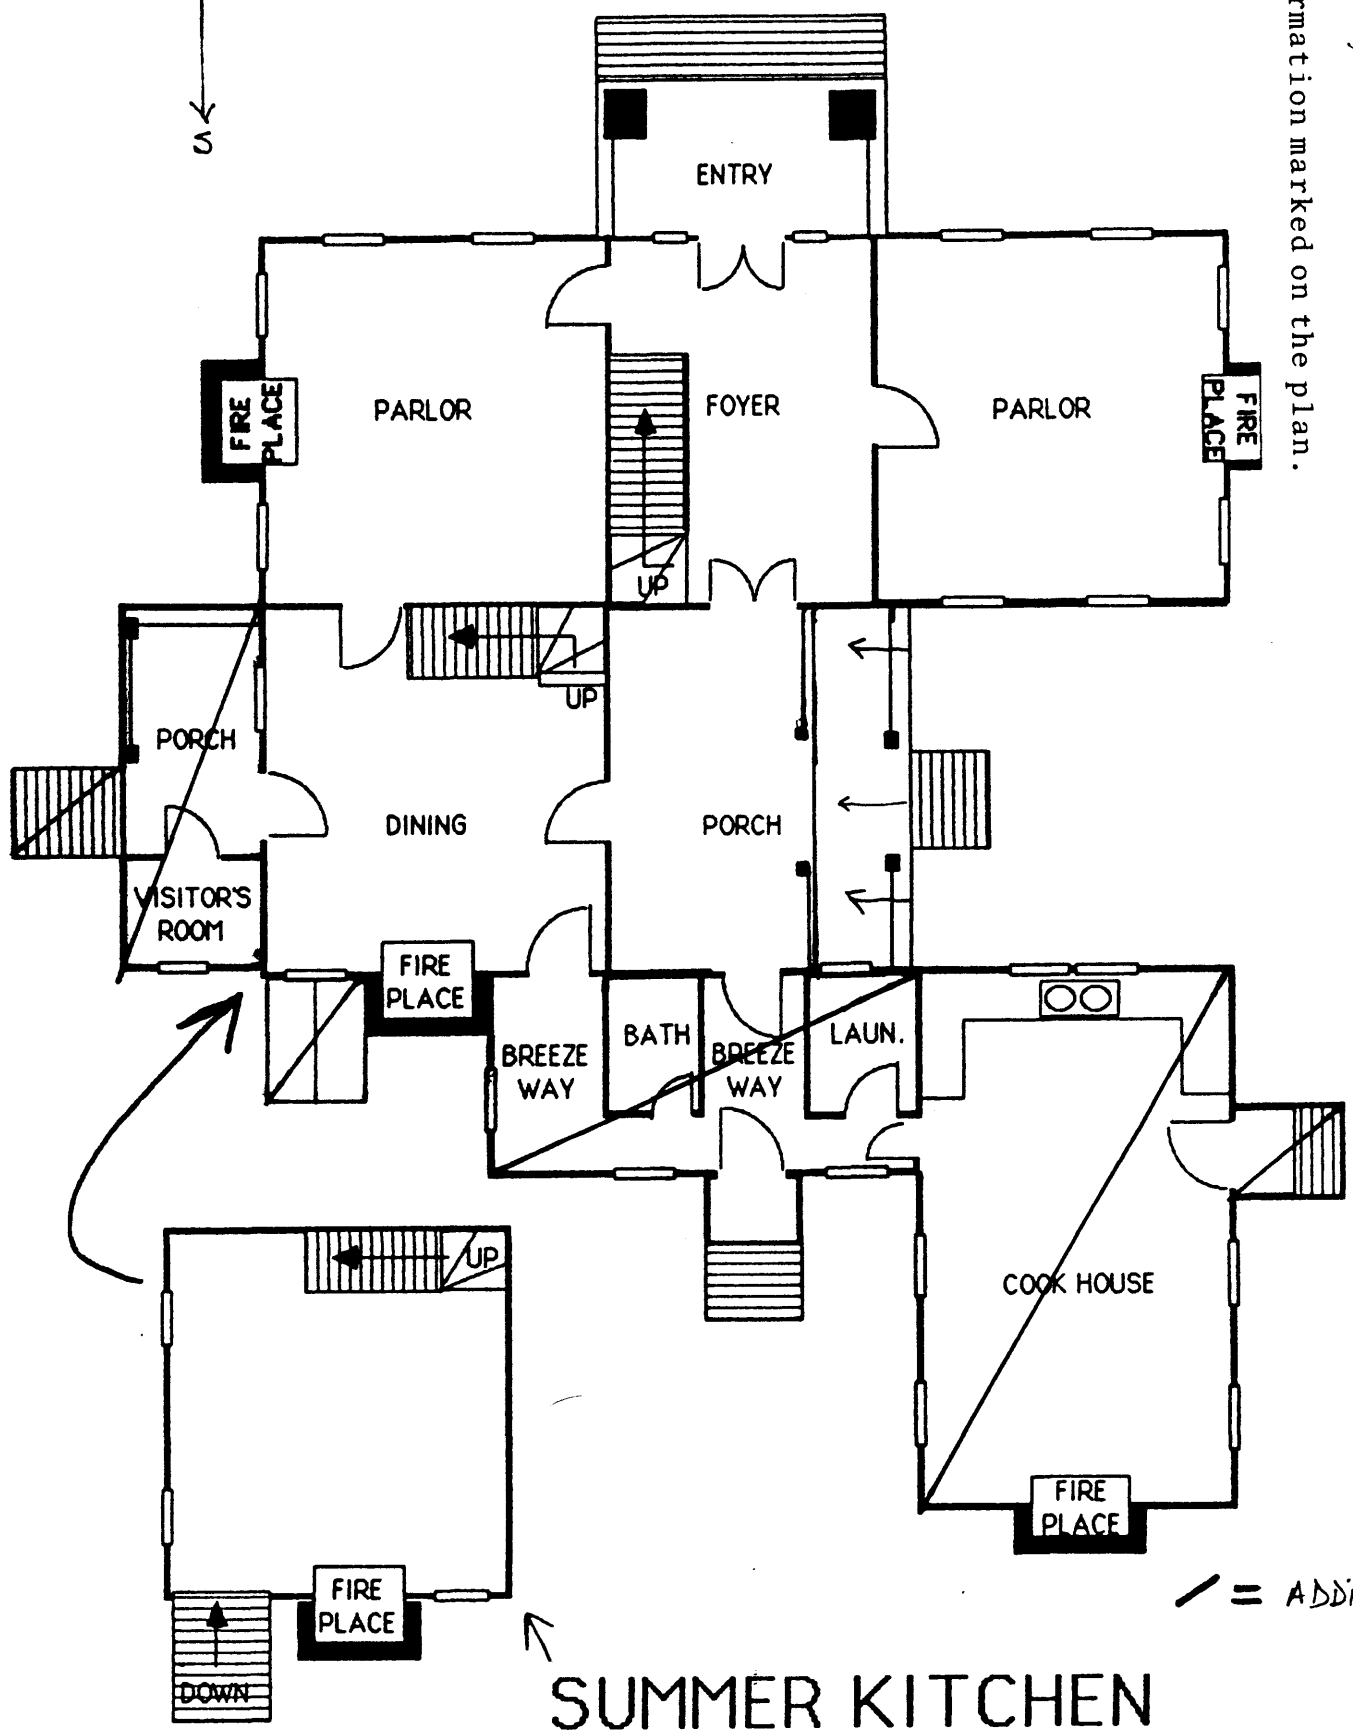 S
rmation marked on the plan.
ENTRY
FIRE
PLACE
PARLOR
FOYER
PARLOR
FIRE
PLACE
UP
UP
PORCH
DINING
PORCH
VISITOR'S
ROOM
FIRE
PLACE
BREEZE
WAY
BATH
BREEZE
WAY
LAUN.
UP
COOK HOUSE
FIRE
PLACE
FIRE
PLACE
DOWN
= ADDI
SUMMER KITCHEN